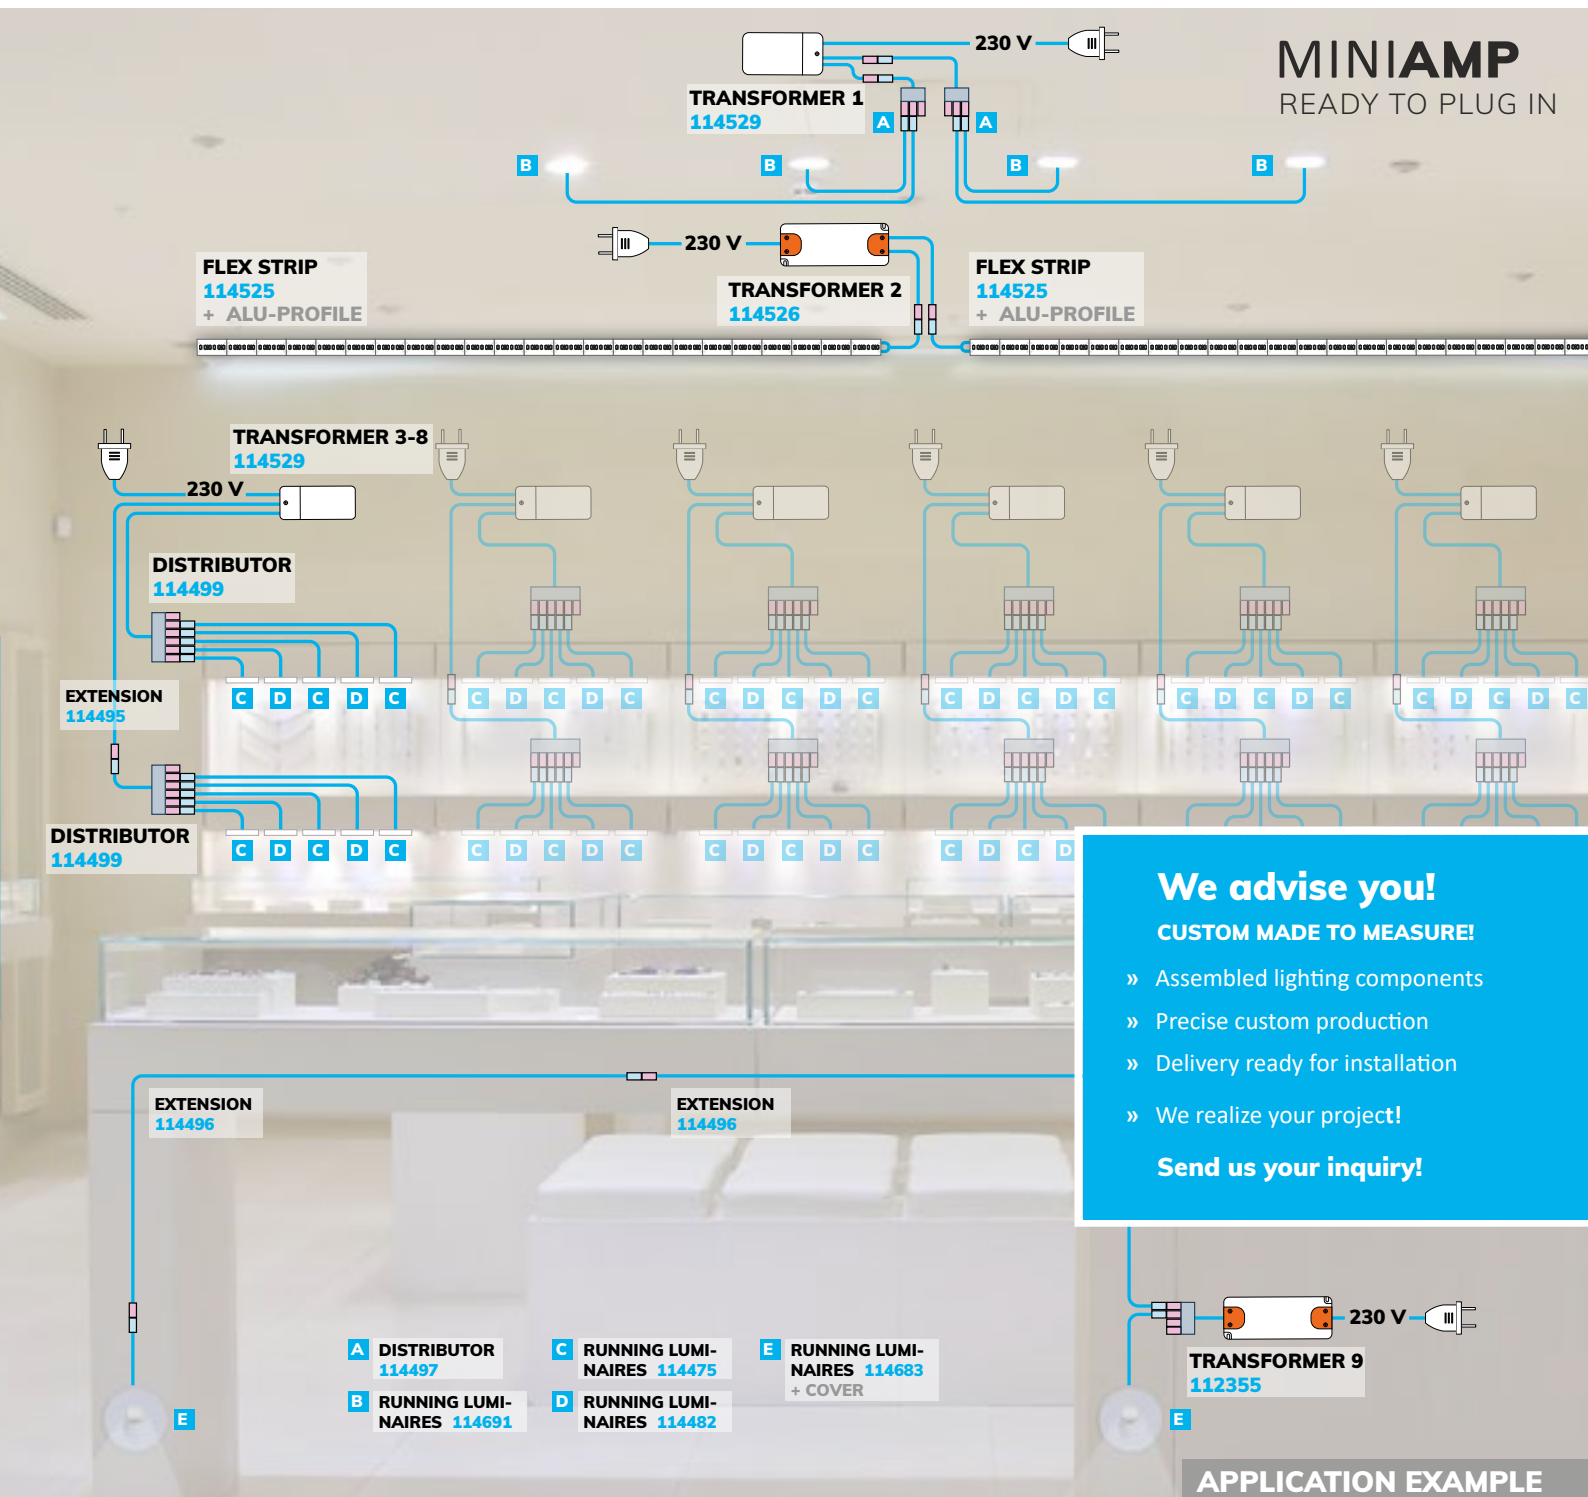 230 V
MINIAMP
READY TO PLUG IN
TRANSFORMER 1
114529
A
A
B
B
B
B
230 V
FLEX STRIP
114525
+ ALU-PROFILE
TRANSFORMER 2
114526
FLEX STRIP
114525
+ ALU-PROFILE
TRANSFORMER 3-8
114529
230 V
DISTRIBUTOR
114499
EXTENSION
114495
C D C D C
C D C D C
C D C D C
C D C D C
C D C D C
C D C D C
DISTRIBUTOR
114499
C D C D C
C D C D C
C D C D C
C D C D
We advise you!
CUSTOM MADE TO MEASURE!
» Assembled lighting components
» Precise custom production
» Delivery ready for installation
» We realize your project!
Send us your inquiry!
EXTENSION
114496
EXTENSION
114496
230 V
TRANSFORMER 9
112355
A DISTRIBUTOR
114497
B RUNNING LUMI-
NAIRES 114691
C RUNNING LUMI-
NAIRES 114475
D RUNNING LUMI-
NAIRES 114482
E RUNNING LUMI-
NAIRES 114683
+ COVER
E
E
APPLICATION EXAMPLE